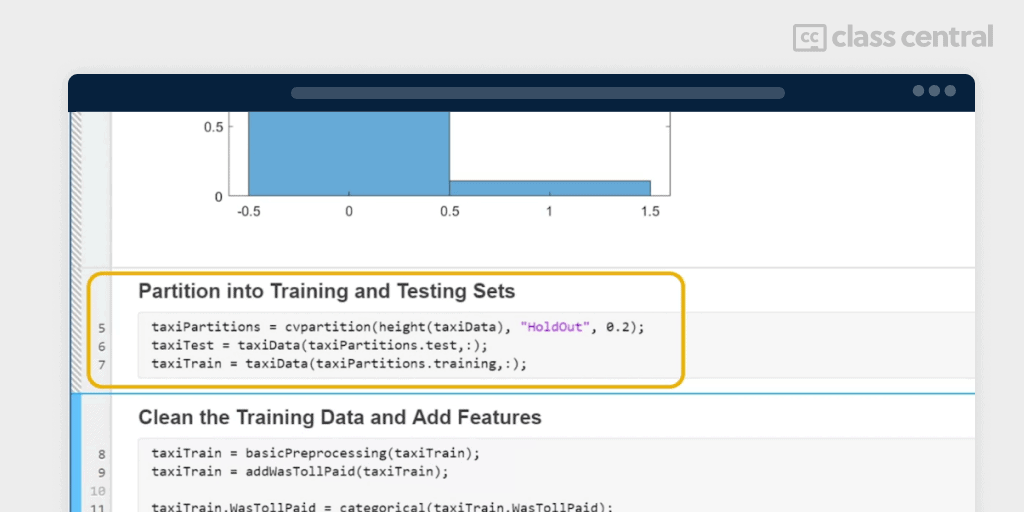 cc class central
0.5
0
-0.5 0 0.5 1 1.5
Partition into Training and Testing Sets
5 taxiPartitions = cvpartition(height(taxiData), "HoldOut", 0.2);
6 taxiTest = taxiData(taxiPartitions.test,:);
7 taxiTrain = taxiData(taxiPartitions.training,:);
Clean the Training Data and Add Features
8 taxiTrain = basicPreprocessing(taxiTrain);
9 taxiTrain = addWasTollPaid(taxiTrain);
10
11 taxiTrain.WasTollPaid = categorical(taxiTrain.WasTollPaid);